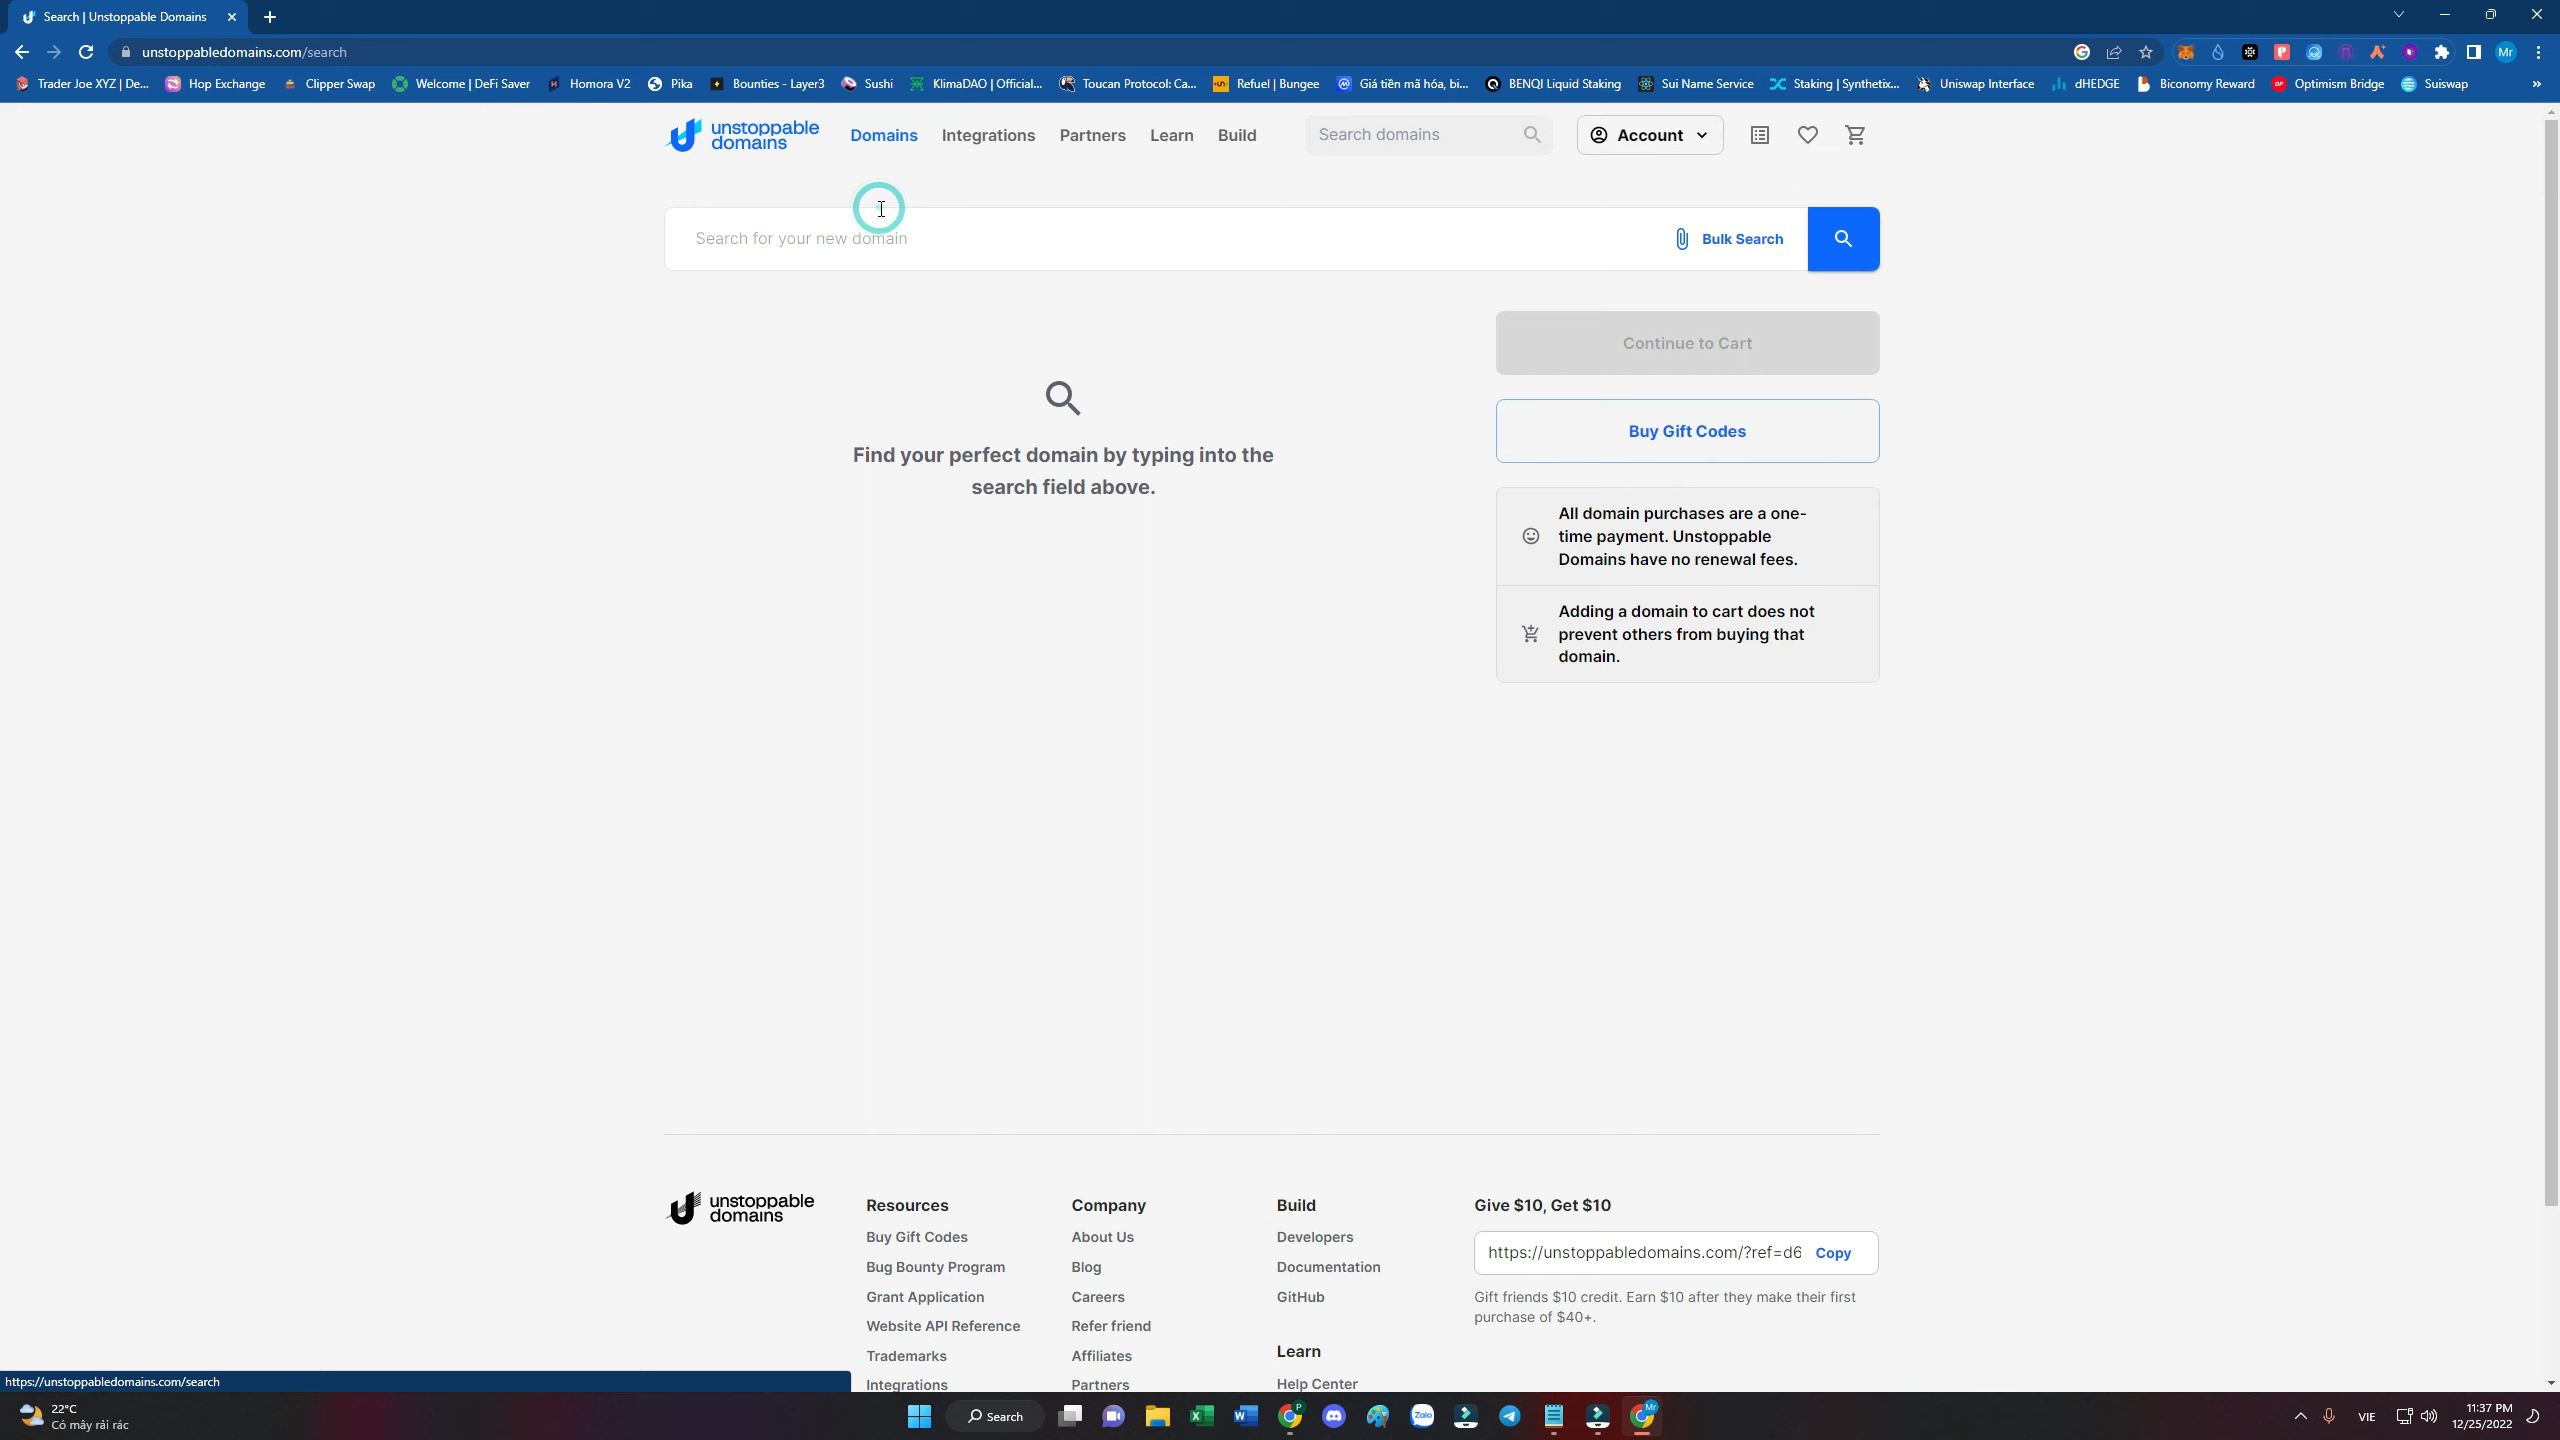 Search | Unstoppable Domains
unstoppabledomains.com/search
Trader Joe XYZ | De... Hop Exchange Clipper Swap Welcome | DeFi Saver Homora V2 Pika Bounties - Layer3 Sushi KlimaDAO | Official... Toucan Protocol: Ca... Refuel | Bungee Giá tiền mã hóa, bi... BENQI Liquid Staking Sui Name Service Staking | Synthetix... Uniswap Interface dHEDGE Biconomy Reward Optimism Bridge Suiswap »
unstoppable
domains
Domains Integrations Partners Learn Build Search domains Account
Search for your new domain Bulk Search
Continue to Cart
Buy Gift Codes
Find your perfect domain by typing into the
search field above.
All domain purchases are a one-
time payment. Unstoppable
Domains have no renewal fees.
Adding a domain to cart does not
prevent others from buying that
domain.
unstoppable
domains
Resources
Buy Gift Codes
Bug Bounty Program
Grant Application
Website API Reference
Trademarks
Integrations
Company
About Us
Blog
Careers
Refer friend
Affiliates
Partners
Build
Developers
Documentation
GitHub
Learn
Help Center
Give $10, Get $10
https://unstoppabledomains.com/?ref=d6 Copy
Gift friends $10 credit. Earn $10 after they make their first
purchase of $40+.
https://unstoppabledomains.com/search
22°C
Có mây rải rác
Search
Zalo
P
Mr
VIE
11:37 PM
12/25/2022